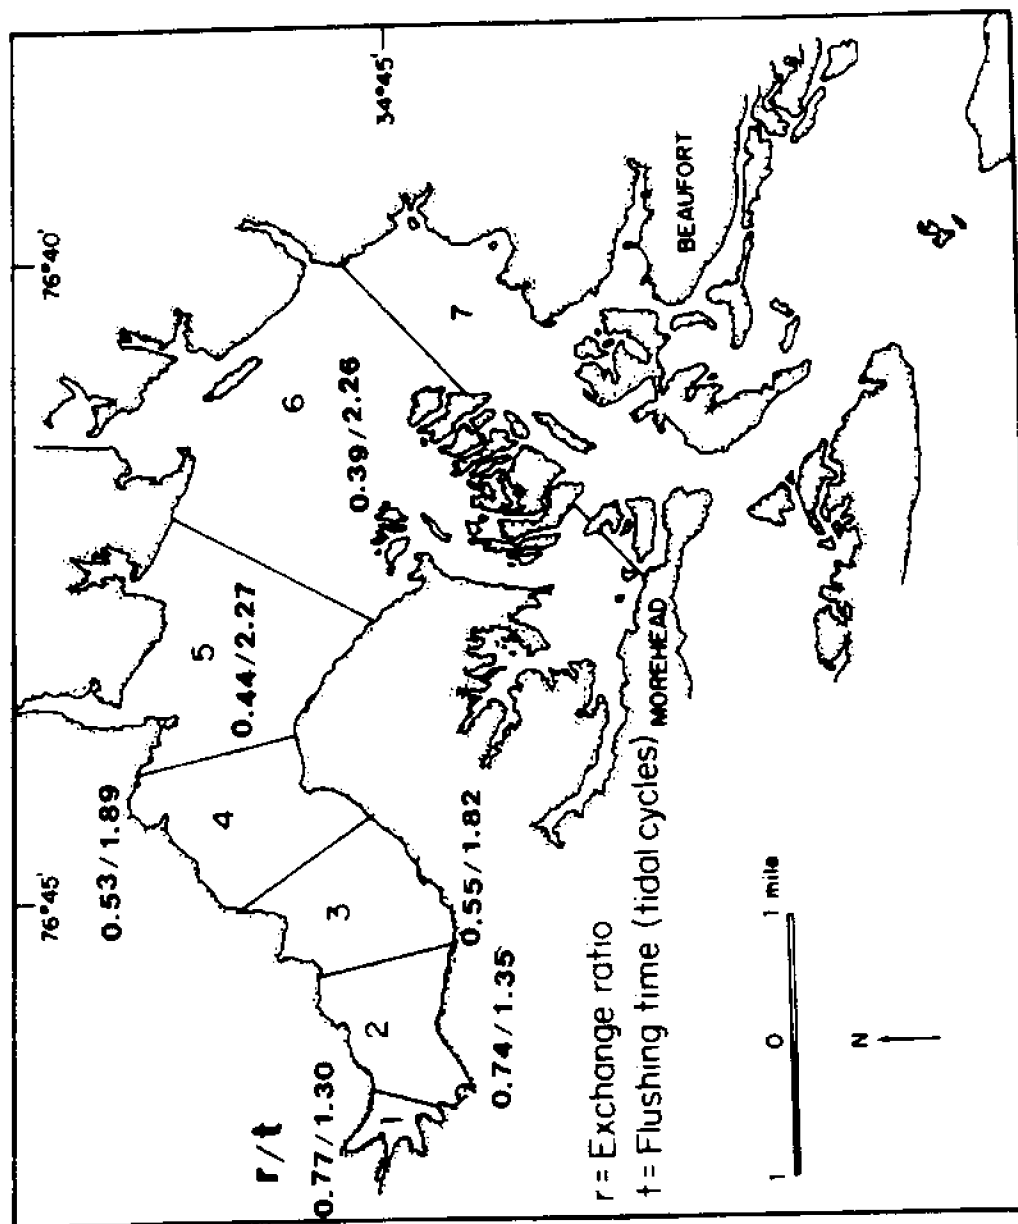 76°45'
76°40'
34°45'
r/t
0.77/1.30
0.53/1.89
1
2
3
4
5
6
7
0.44/2.27
0.39/2.26
0.74/1.35
0.55/1.82
MOREHEAD
BEAUFORT
r = Exchange ratio
t = Flushing time (tidal cycles)
1 0 1 mile
N